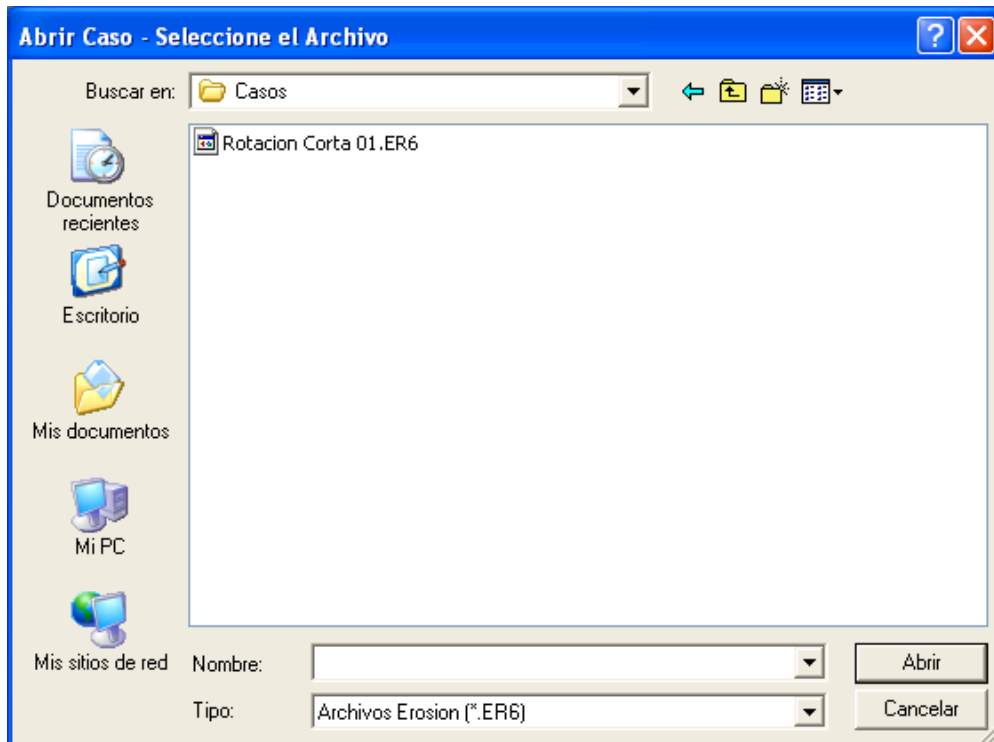 Abrir Caso - Seleccione el Archivo
Buscar en:
Casos
Rotacion Corta 01.ER6
Documentos
recientes
Escritorio
Mis documentos
Mi PC
Mis sitios de red
Nombre:
Abrir
Tipo:
Archivos Erosion (*.ER6)
Cancelar